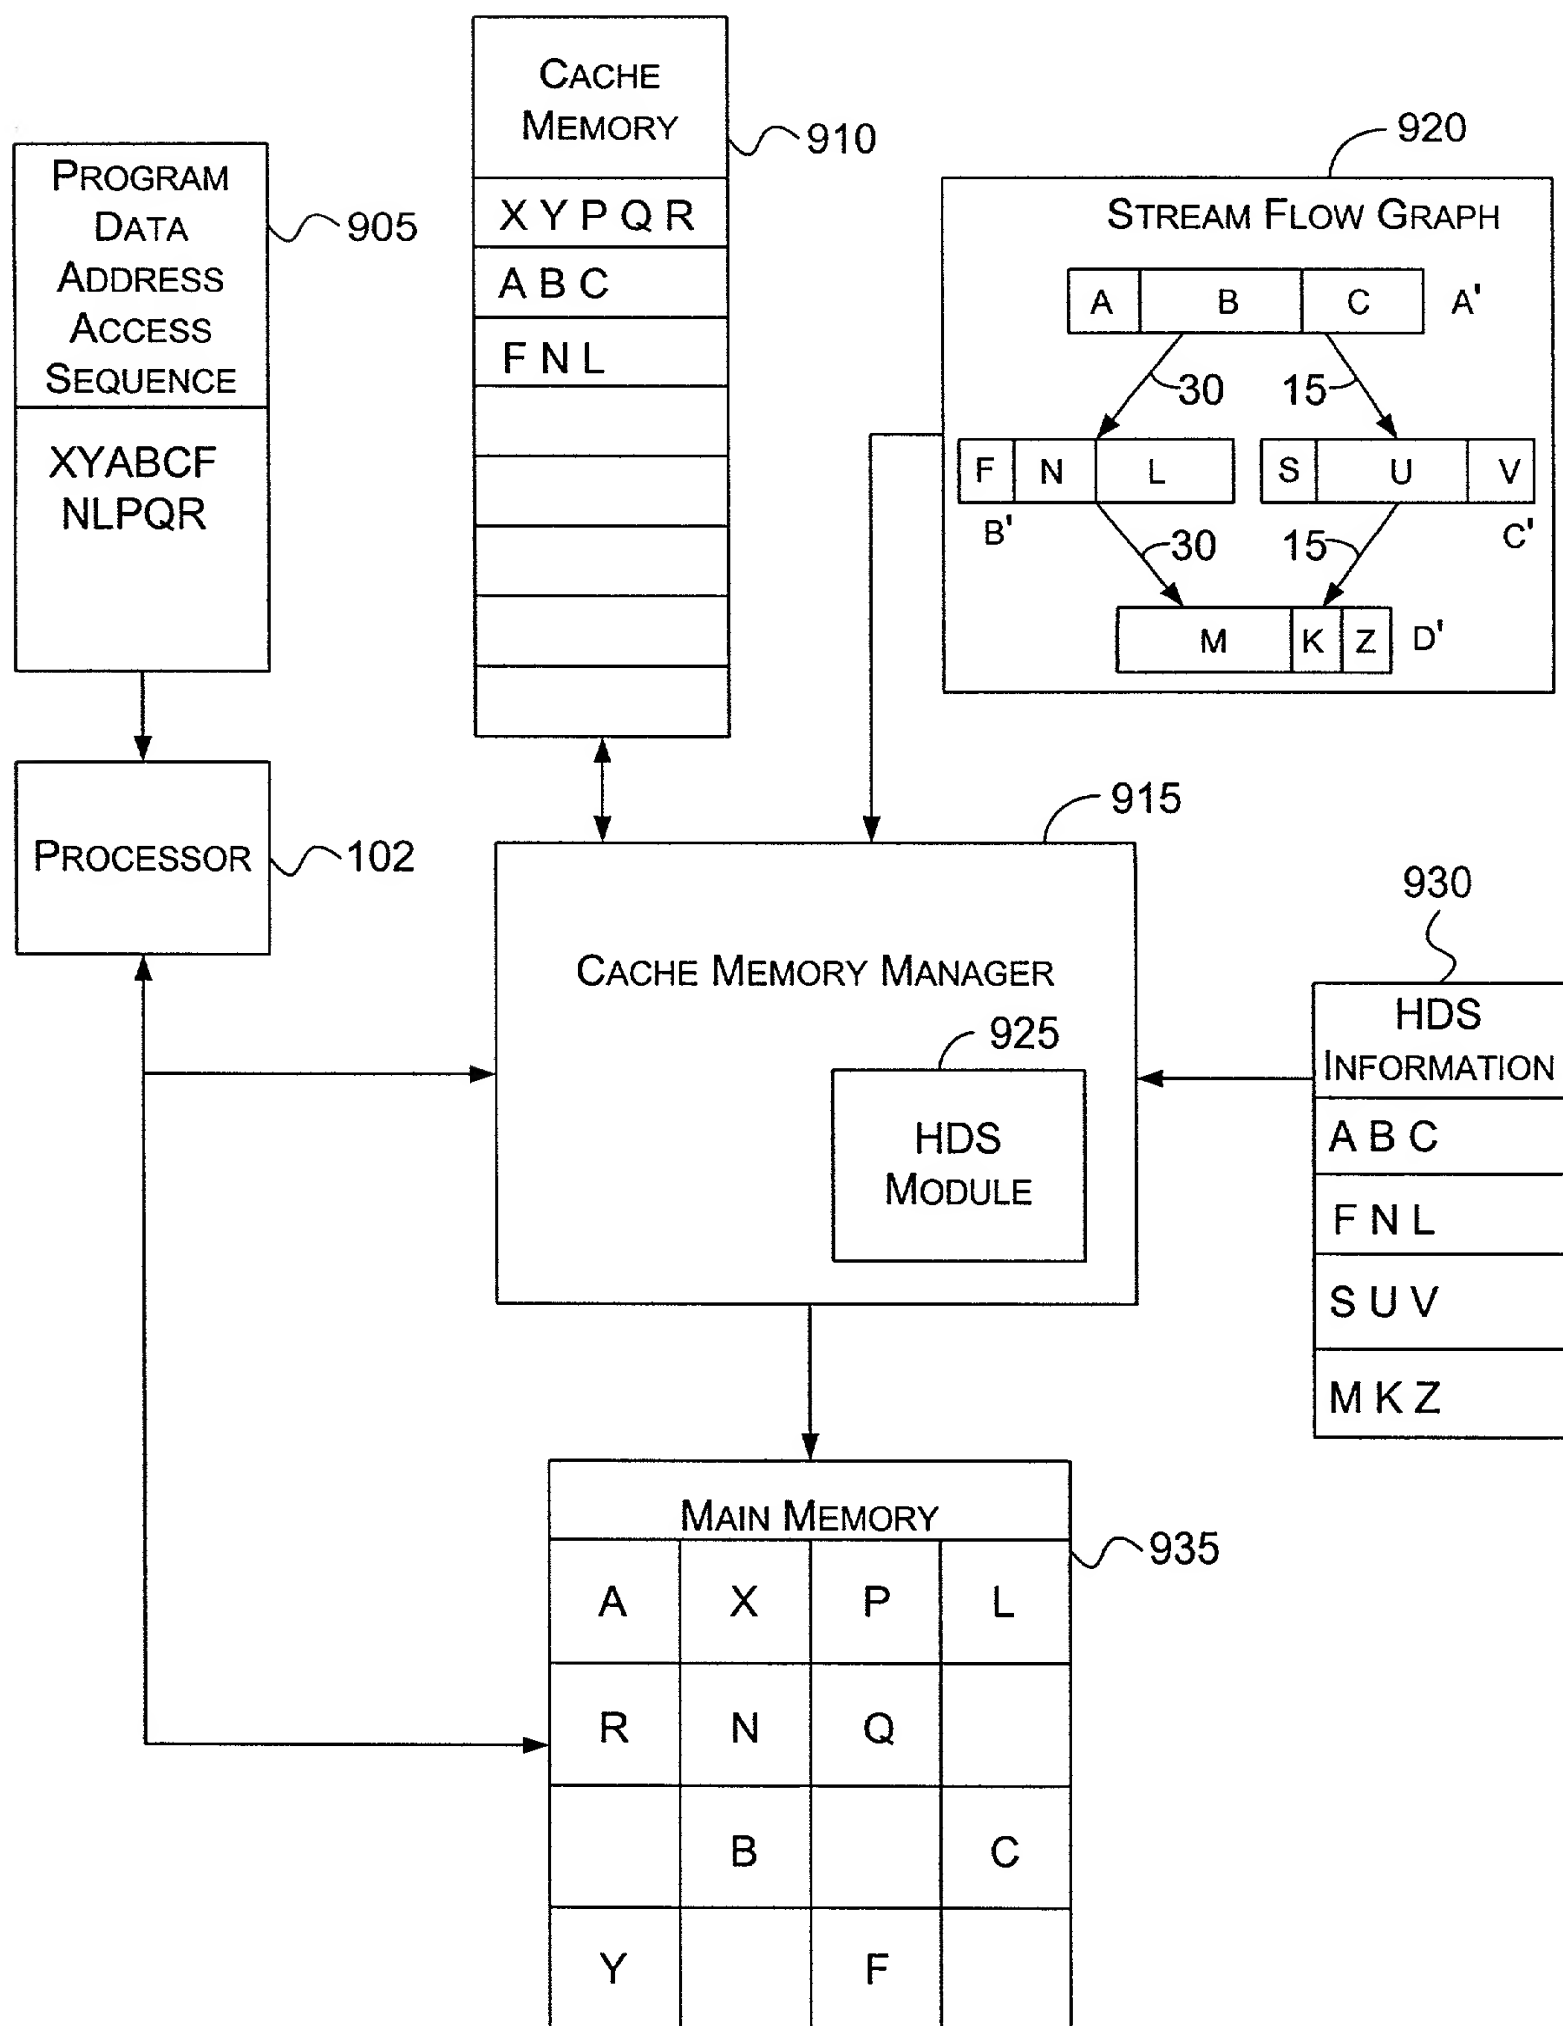 CACHE
MEMORY
910
X Y P Q R
A B C
F N L
PROGRAM
DATA
ADDRESS
ACCESS
SEQUENCE
905
XYABCF
NLPQR
920
STREAM FLOW GRAPH
A B C A'
30 15
F N L S U V
B' C'
30 15
M K Z D'
PROCESSOR
102
915
CACHE MEMORY MANAGER
925
HDS
MODULE
930
HDS
INFORMATION
A B C
F N L
S U V
M K Z
MAIN MEMORY
935
A X P L
R N Q
B C
Y F